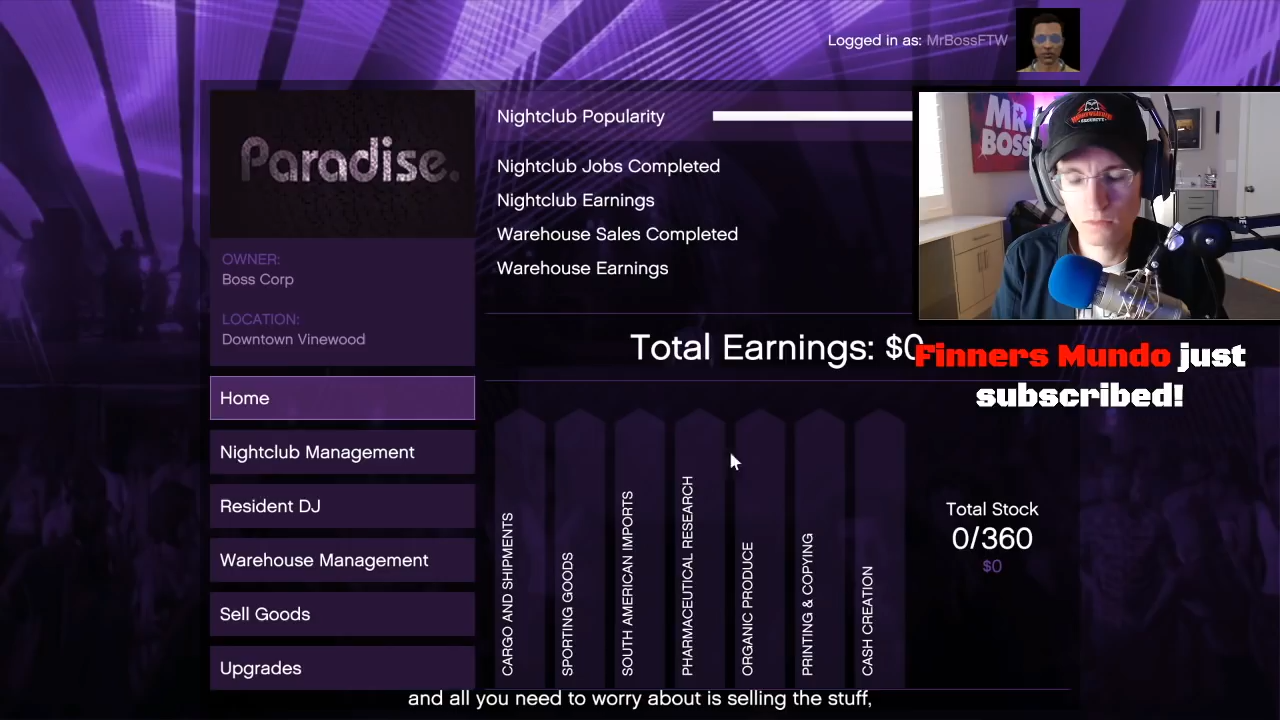 Logged in as: MrBossFTW
Paradise.
OWNER:
Boss Corp
LOCATION:
Downtown Vinewood
Home
Nightclub Management
Resident DJ
Warehouse Management
Sell Goods
Upgrades
Nightclub Popularity
Nightclub Jobs Completed
Nightclub Earnings
Warehouse Sales Completed
Warehouse Earnings
Total Earnings: $0
CARGO AND SHIPMENTS
SPORTING GOODS
SOUTH AMERICAN IMPORTS
PHARMACEUTICAL RESEARCH
ORGANIC PRODUCE
PRINTING & COPYING
CASH CREATION
Total Stock
0/360
$0
MR
BOSS
Finners Mundo just
subscribed!
and all you need to worry about is selling the stuff,